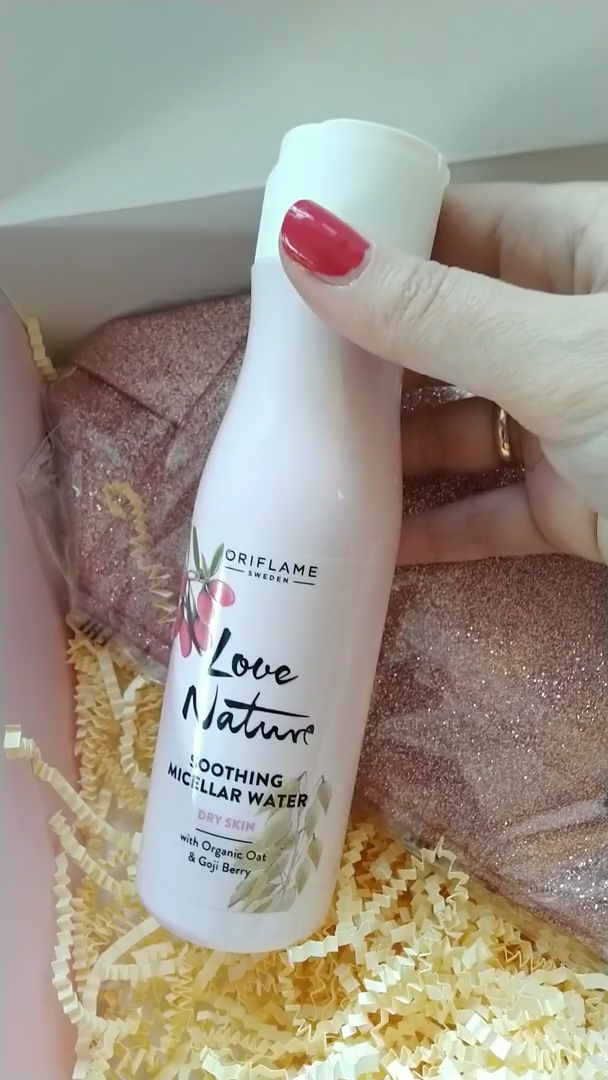 ORIFLAME
SWEDEN
Love
Nature
SOOTHING
MICELLAR WATER
DRY SKIN
with Organic Oat
& Goji Berry